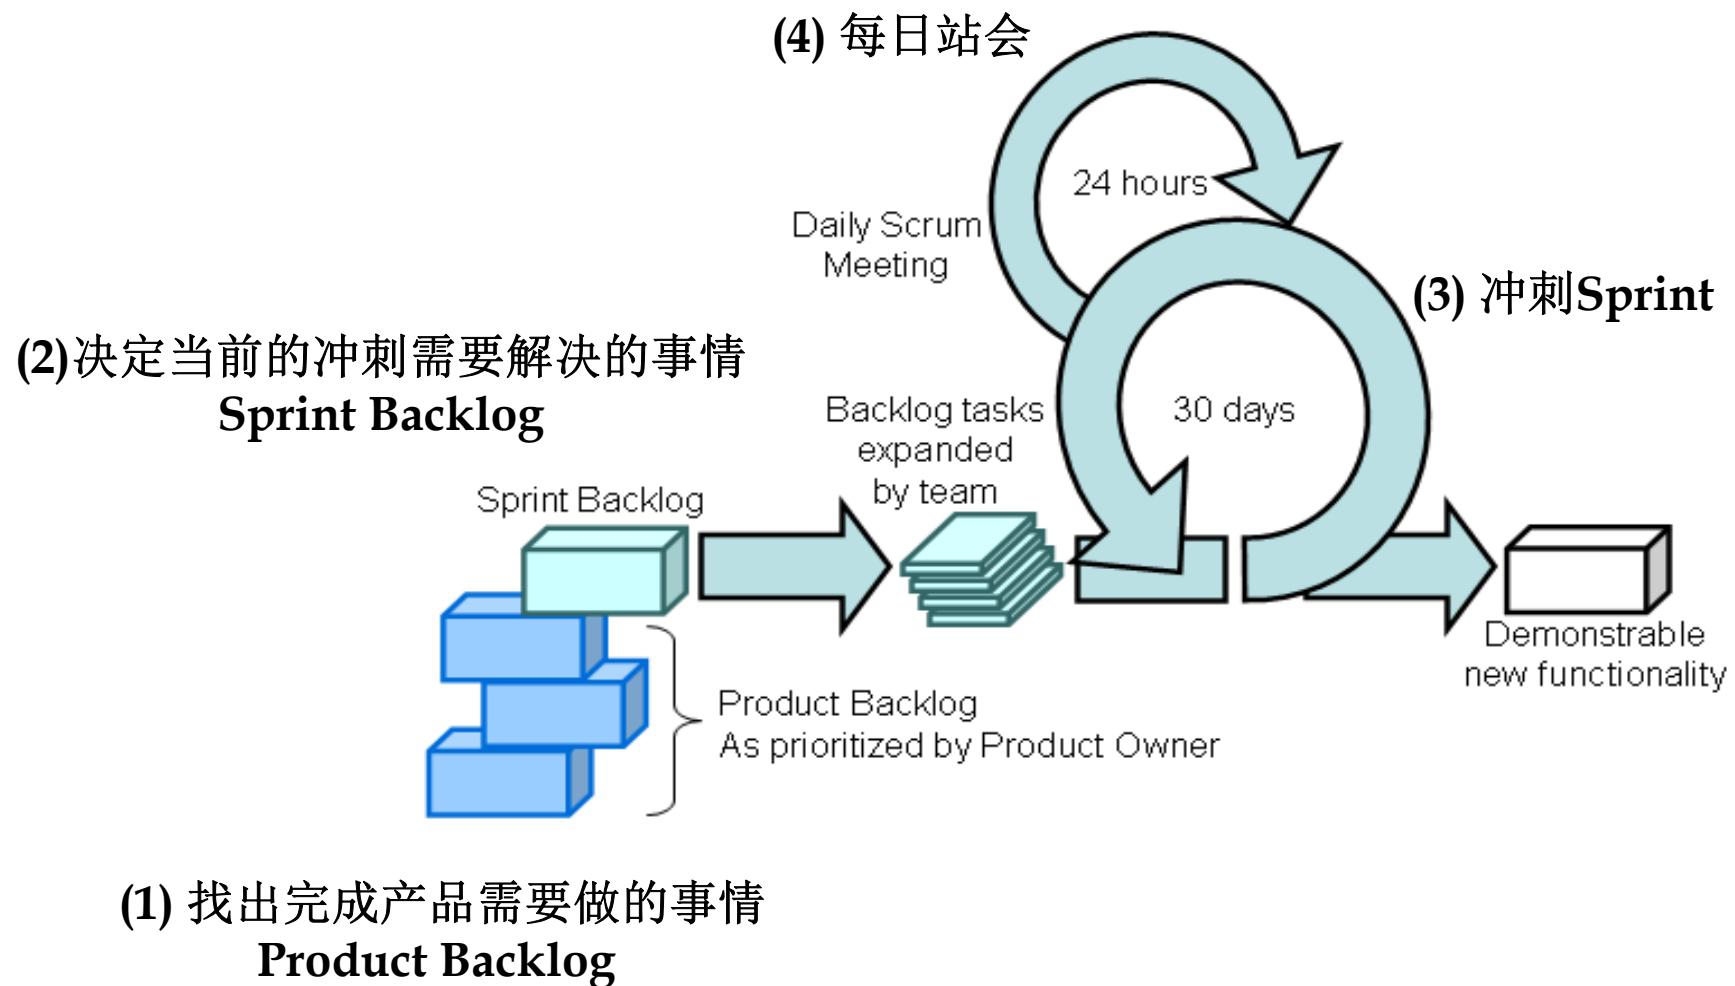 (4) 每日站会
24 hours
Daily Scrum
Meeting
(3) 冲刺Sprint
(2)决定当前的冲刺需要解决的事情
Sprint Backlog
Backlog tasks
expanded
by team
30 days
Sprint Backlog
Demonstrable
new functionality
Product Backlog
As prioritized by Product Owner
(1) 找出完成产品需要做的事情
Product Backlog